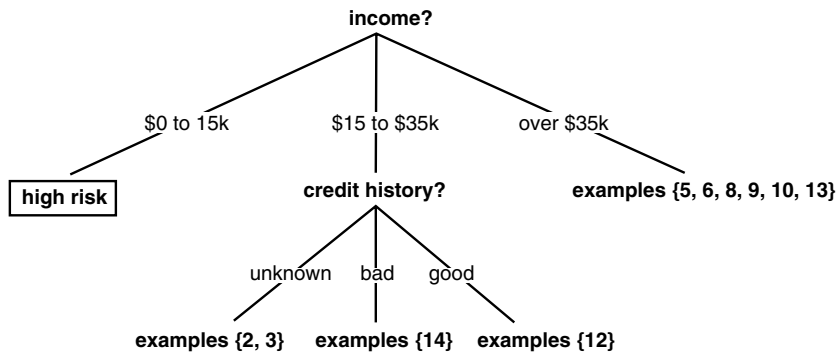 income?
$0 to 15k
$15 to $35k
over $35k
high risk
credit history?
examples {5, 6, 8, 9, 10, 13}
unknown
bad
good
examples {2, 3}
examples {14}
examples {12}